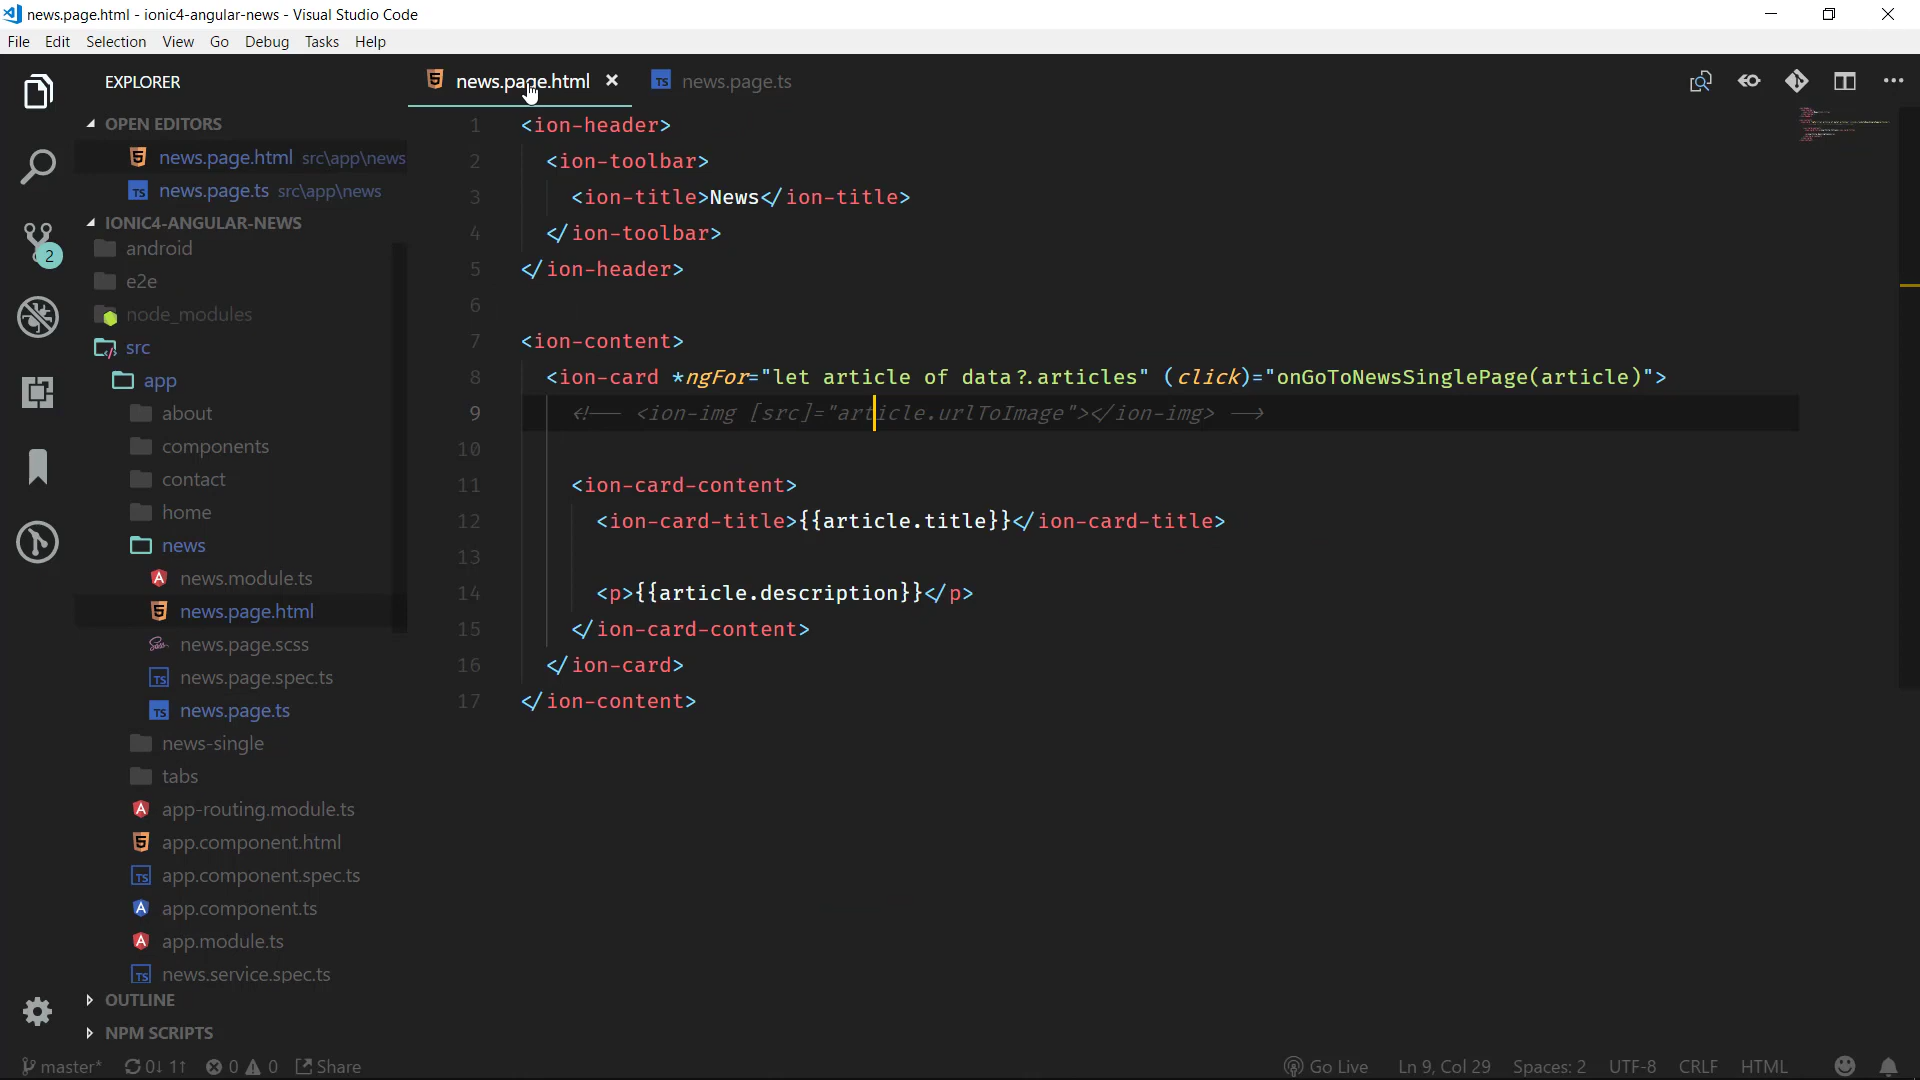 news.page.html - ionic4-angular-news - Visual Studio Code
File Edit Selection View Go Debug Tasks Help
EXPLORER
OPEN EDITORS
news.page.html src\app\news
news.page.ts src\app\news
IONIC4-ANGULAR-NEWS
android
e2e
node_modules
src
app
about
components
contact
home
news
news.module.ts
news.page.html
news.page.scss
news.page.spec.ts
news.page.ts
news-single
tabs
app-routing.module.ts
app.component.html
app.component.spec.ts
app.component.ts
app.module.ts
news.service.spec.ts
OUTLINE
NPM SCRIPTS
2
news.page.html news.page.ts
1 <ion-header>
2 <ion-toolbar>
3 <ion-title>News</ion-title>
4 </ion-toolbar>
5 </ion-header>
6
7 <ion-content>
8 <ion-card *ngFor="let article of data?.articles" (click)="onGoToNewsSinglePage(article)">
9 <!-- <ion-img [src]="article.urlToImage"></ion-img> -->
10
11 <ion-card-content>
12 <ion-card-title>{{article.title}}</ion-card-title>
13
14 <p>{{article.description}}</p>
15 </ion-card-content>
16 </ion-card>
17 </ion-content>
master* 0↓ 1↑ 0 0 Share Go Live Ln 9, Col 29 Spaces: 2 UTF-8 CRLF HTML